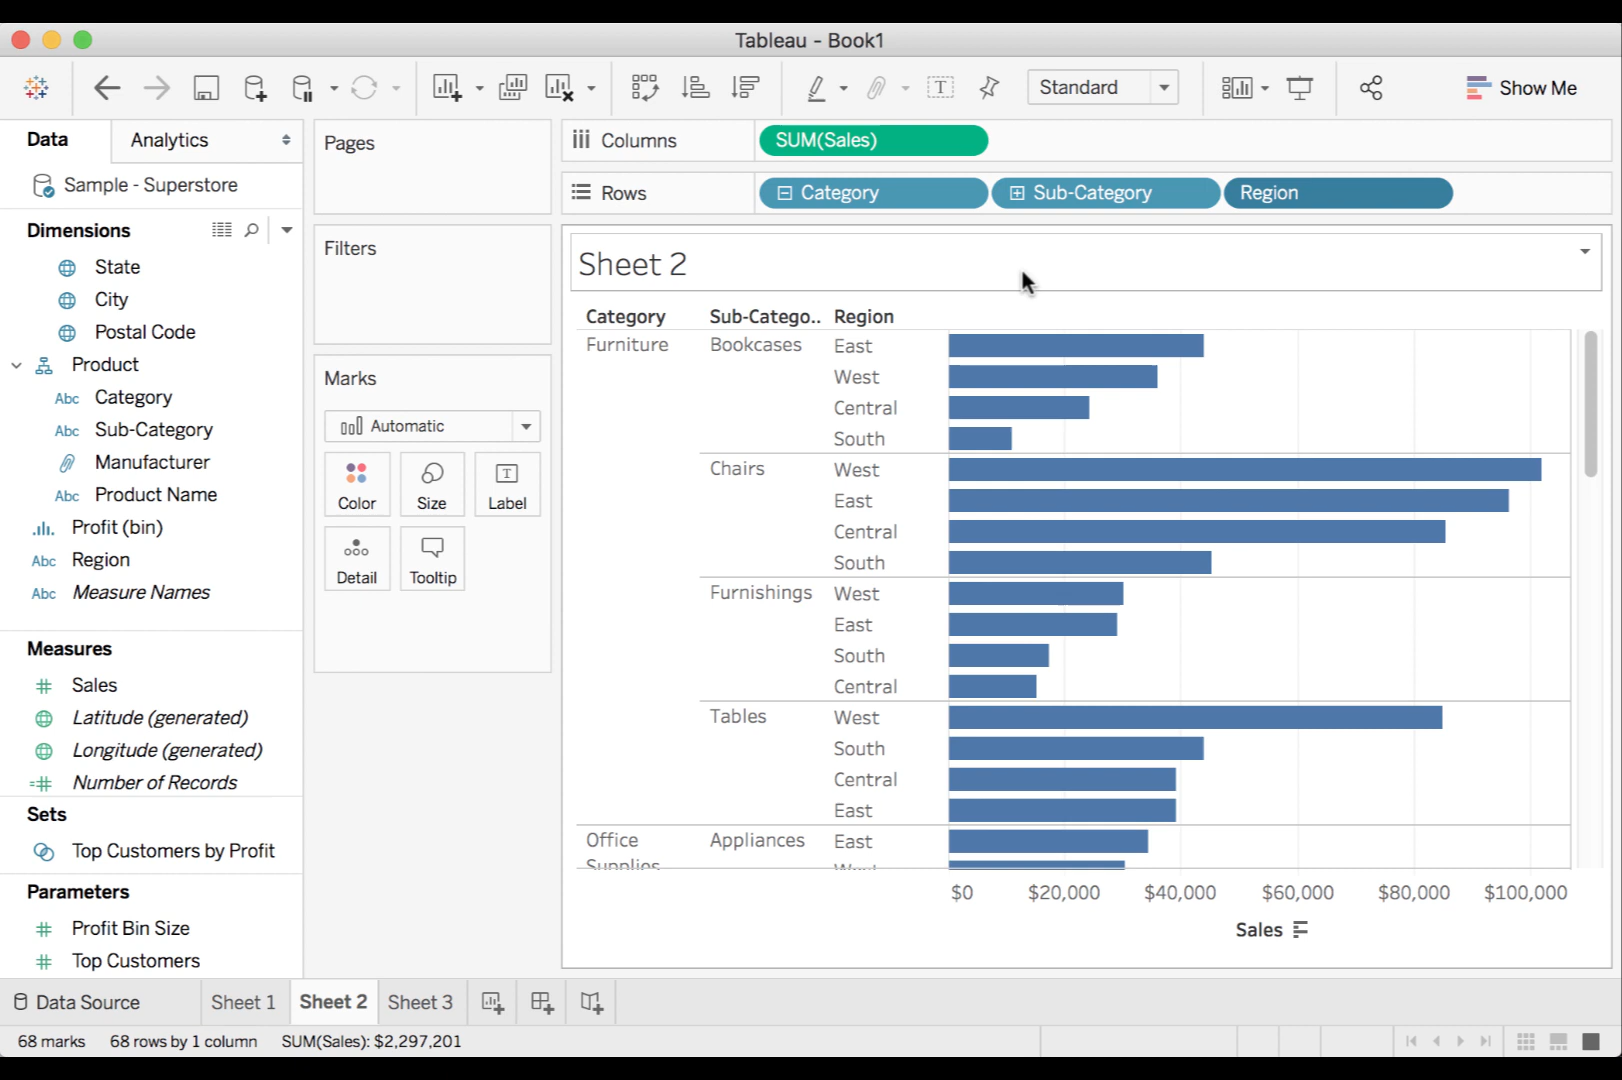 Tableau - Book1
Standard
Show Me
Data
Analytics
Sample - Superstore
Dimensions
State
City
Postal Code
Product
Abc Category
Abc Sub-Category
Manufacturer
Abc Product Name
Profit (bin)
Abc Region
Abc Measure Names
Measures
Sales
Latitude (generated)
Longitude (generated)
Number of Records
Sets
Top Customers by Profit
Parameters
Profit Bin Size
Top Customers
Pages
Filters
Marks
Automatic
Color Size Label
Detail Tooltip
Columns SUM(Sales)
Rows Category Sub-Category Region
Sheet 2
Category Sub-Catego.. Region
Furniture Bookcases East
West
Central
South
Chairs West
East
Central
South
Furnishings West
East
South
Central
Tables West
South
Central
East
Office Appliances East
Supplies West
$0 $20,000 $40,000 $60,000 $80,000 $100,000
Sales
Data Source Sheet 1 Sheet 2 Sheet 3
68 marks 68 rows by 1 column SUM(Sales): $2,297,201